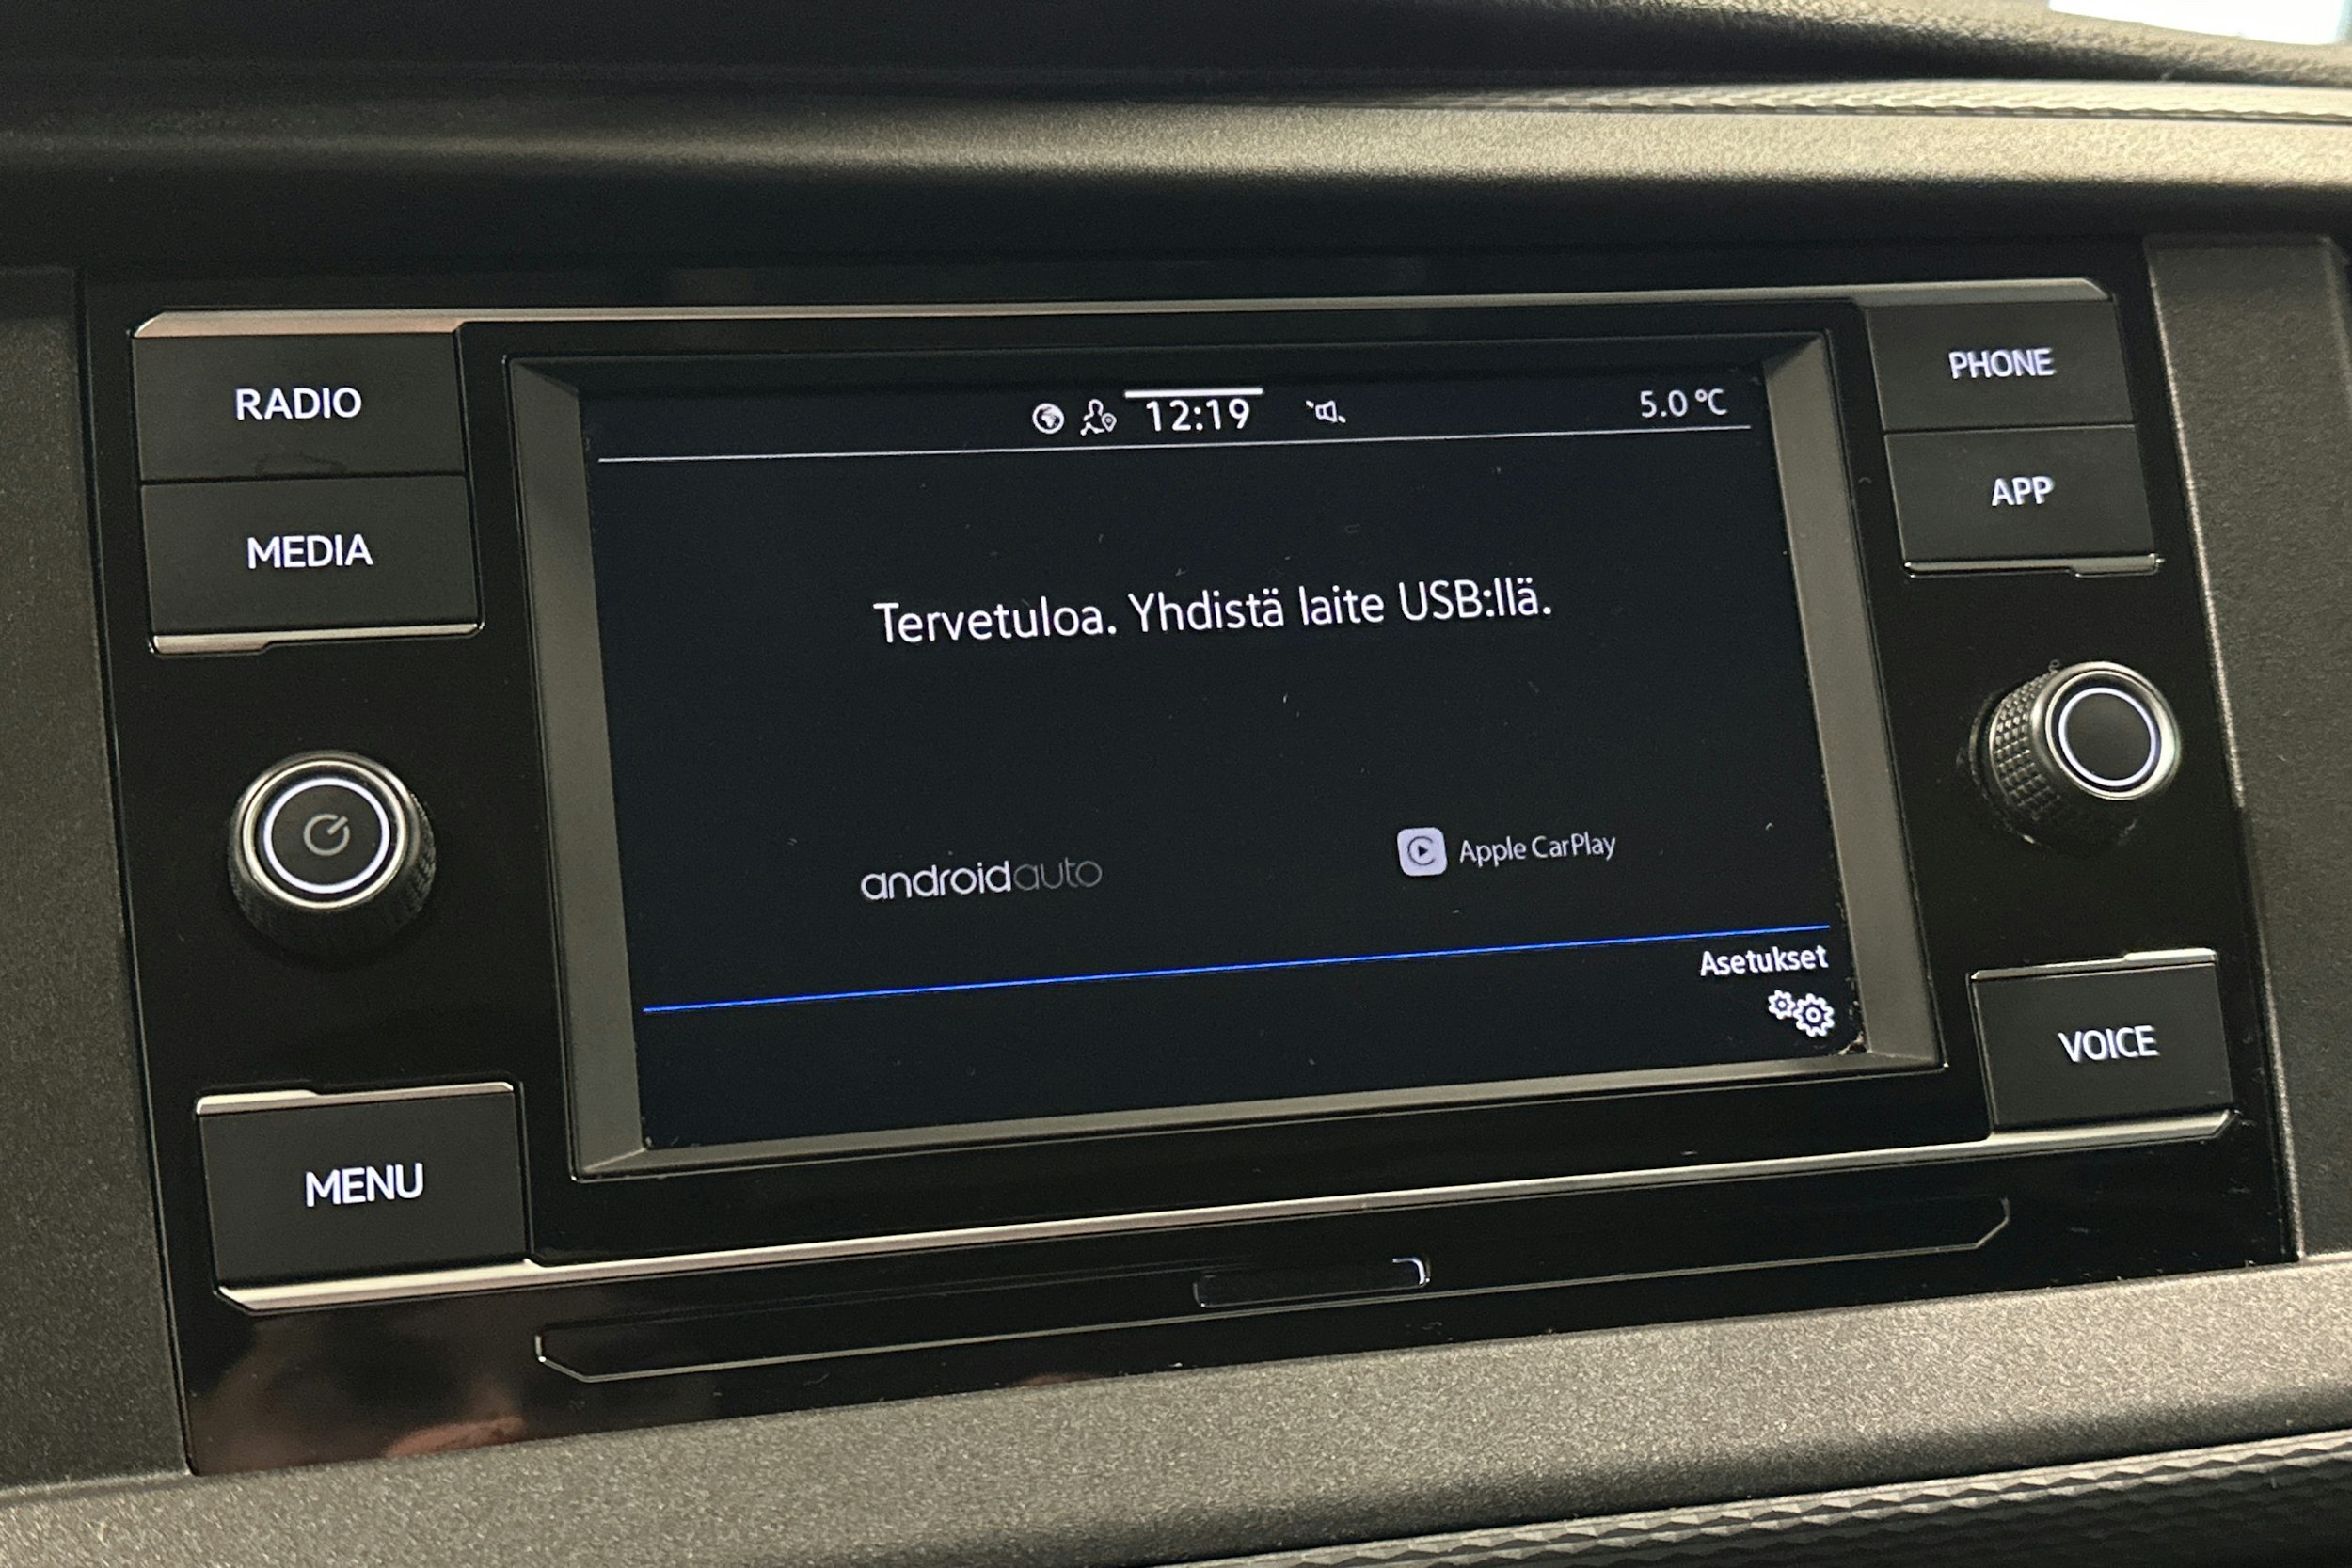 RADIO
MEDIA
MENU
12:19
5.0 °C
Tervetuloa. Yhdistä laite USB:llä.
androidauto
Apple CarPlay
Asetukset
PHONE
APP
VOICE